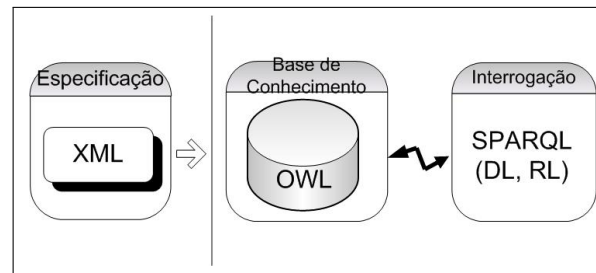 Especificação
XML
Base de
Conhecimento
OWL
Interrogação
SPARQL
(DL, RL)